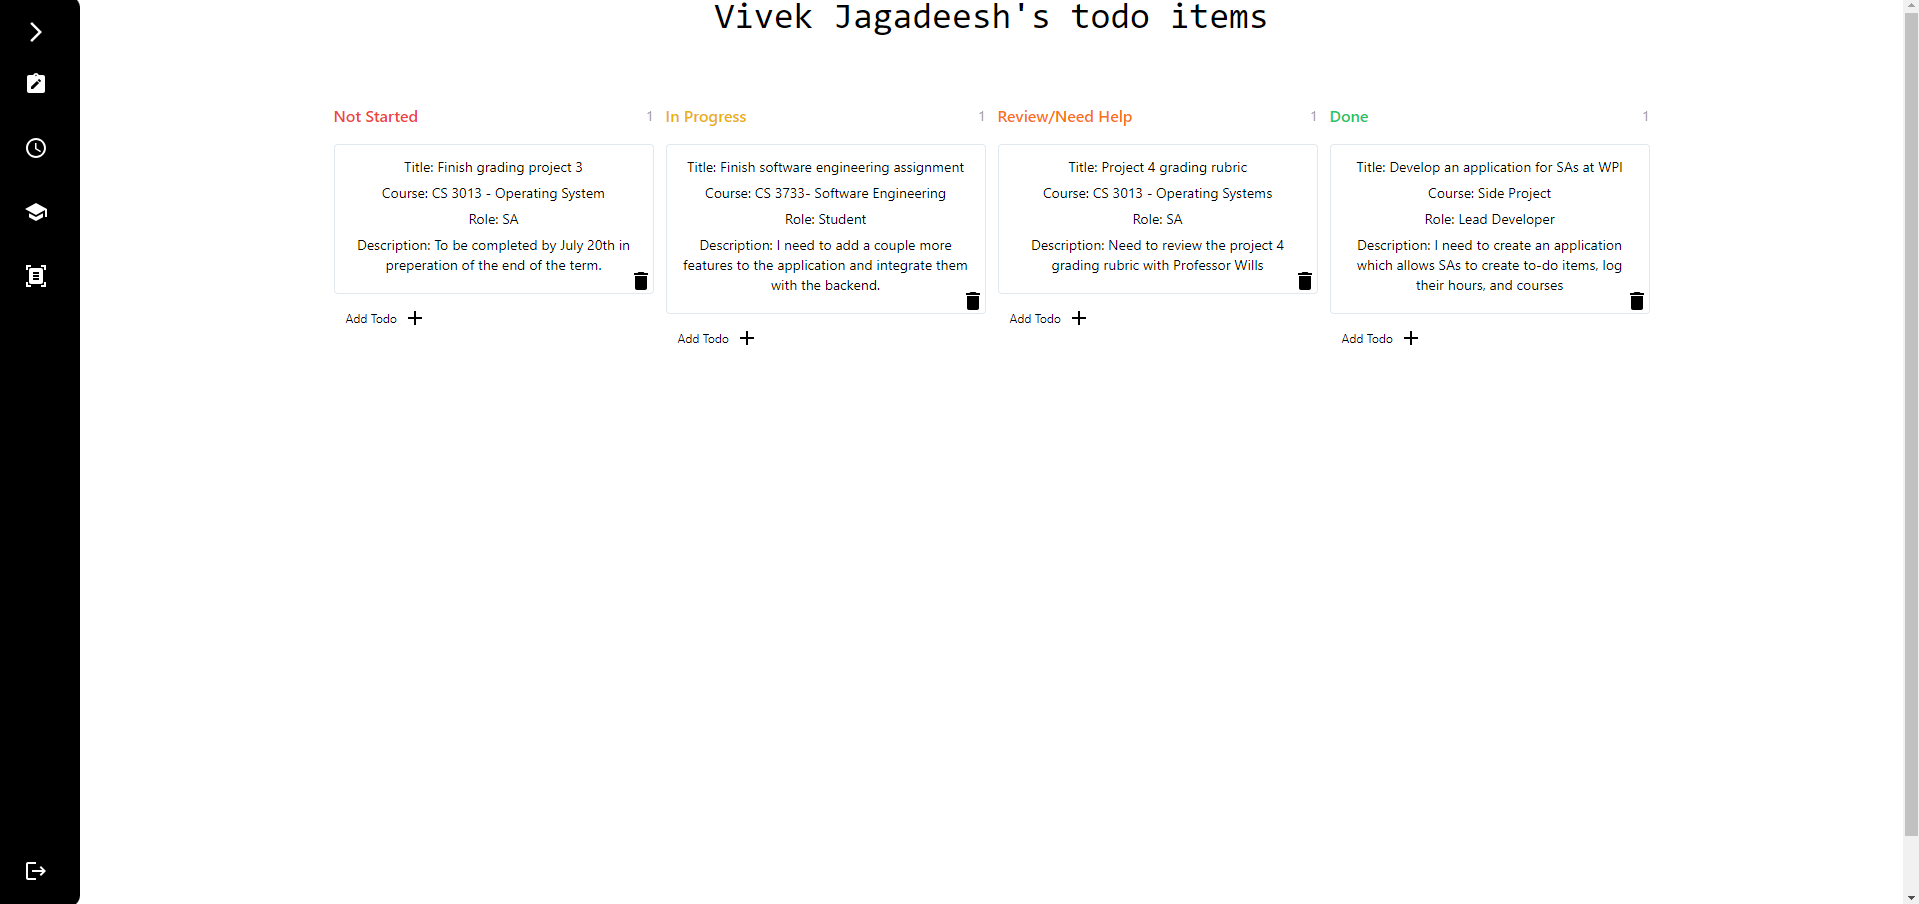 Vivek Jagadeesh's todo items
Not Started 1
Title: Finish grading project 3
Course: CS 3013 - Operating System
Role: SA
Description: To be completed by July 20th in
preperation of the end of the term.
Add Todo
In Progress 1
Title: Finish software engineering assignment
Course: CS 3733- Software Engineering
Role: Student
Description: I need to add a couple more
features to the application and integrate them
with the backend.
Add Todo
Review/Need Help 1
Title: Project 4 grading rubric
Course: CS 3013 - Operating Systems
Role: SA
Description: Need to review the project 4
grading rubric with Professor Wills
Add Todo
Done 1
Title: Develop an application for SAs at WPI
Course: Side Project
Role: Lead Developer
Description: I need to create an application
which allows SAs to create to-do items, log
their hours, and courses
Add Todo